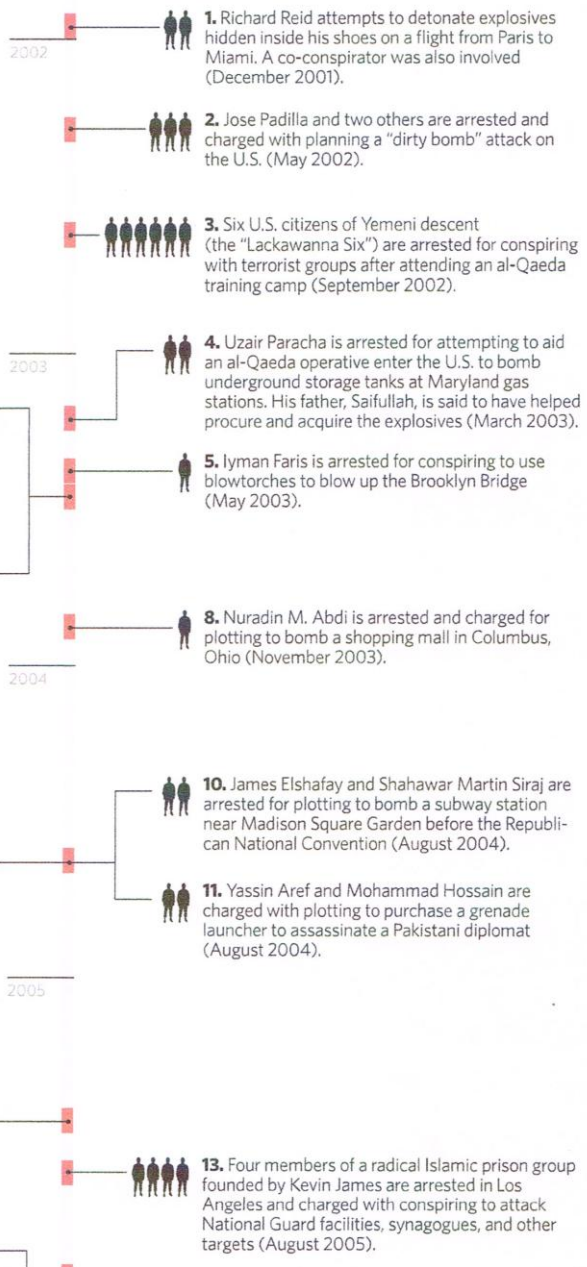 1. Richard Reid attempts to detonate explosives
hidden inside his shoes on a flight from Paris to
Miami. A co-conspirator was also involved
(December 2001).
2002
2. Jose Padilla and two others are arrested and
charged with planning a "dirty bomb" attack on
the U.S. (May 2002).
3. Six U.S. citizens of Yemeni descent
(the "Lackawanna Six") are arrested for conspiring
with terrorist groups after attending an al-Qaeda
training camp (September 2002).
2003
4. Uzair Paracha is arrested for attempting to aid
an al-Qaeda operative enter the U.S. to bomb
underground storage tanks at Maryland gas
stations. His father, Saifullah, is said to have helped
procure and acquire the explosives (March 2003).
5. Iyman Faris is arrested for conspiring to use
blowtorches to blow up the Brooklyn Bridge
(May 2003).
8. Nuradin M. Abdi is arrested and charged for
plotting to bomb a shopping mall in Columbus,
Ohio (November 2003).
2004
10. James Elshafay and Shahawar Martin Siraj are
arrested for plotting to bomb a subway station
near Madison Square Garden before the Republi-
can National Convention (August 2004).
11. Yassin Aref and Mohammad Hossain are
charged with plotting to purchase a grenade
launcher to assassinate a Pakistani diplomat
(August 2004).
2005
13. Four members of a radical Islamic prison group
founded by Kevin James are arrested in Los
Angeles and charged with conspiring to attack
National Guard facilities, synagogues, and other
targets (August 2005).